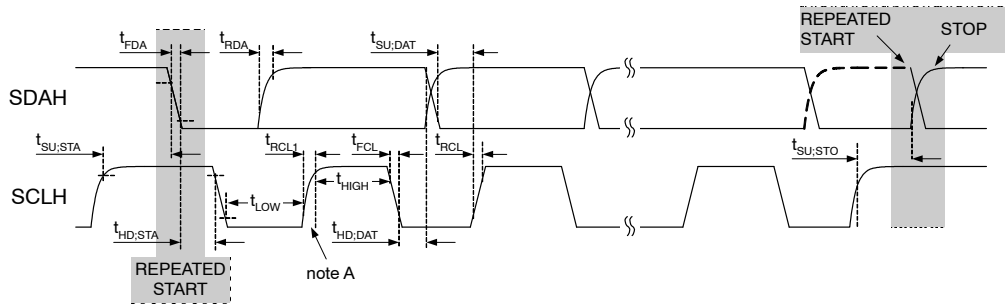 REPEATED
START
STOP
tFDA
tRDA
tSU;DAT
SDAH
tSU;STA
tRCL1
tFCL
tRCL
tSU;STO
tHIGH
SCLH
tLOW
tHD;STA
tHD;DAT
note A
REPEATED
START